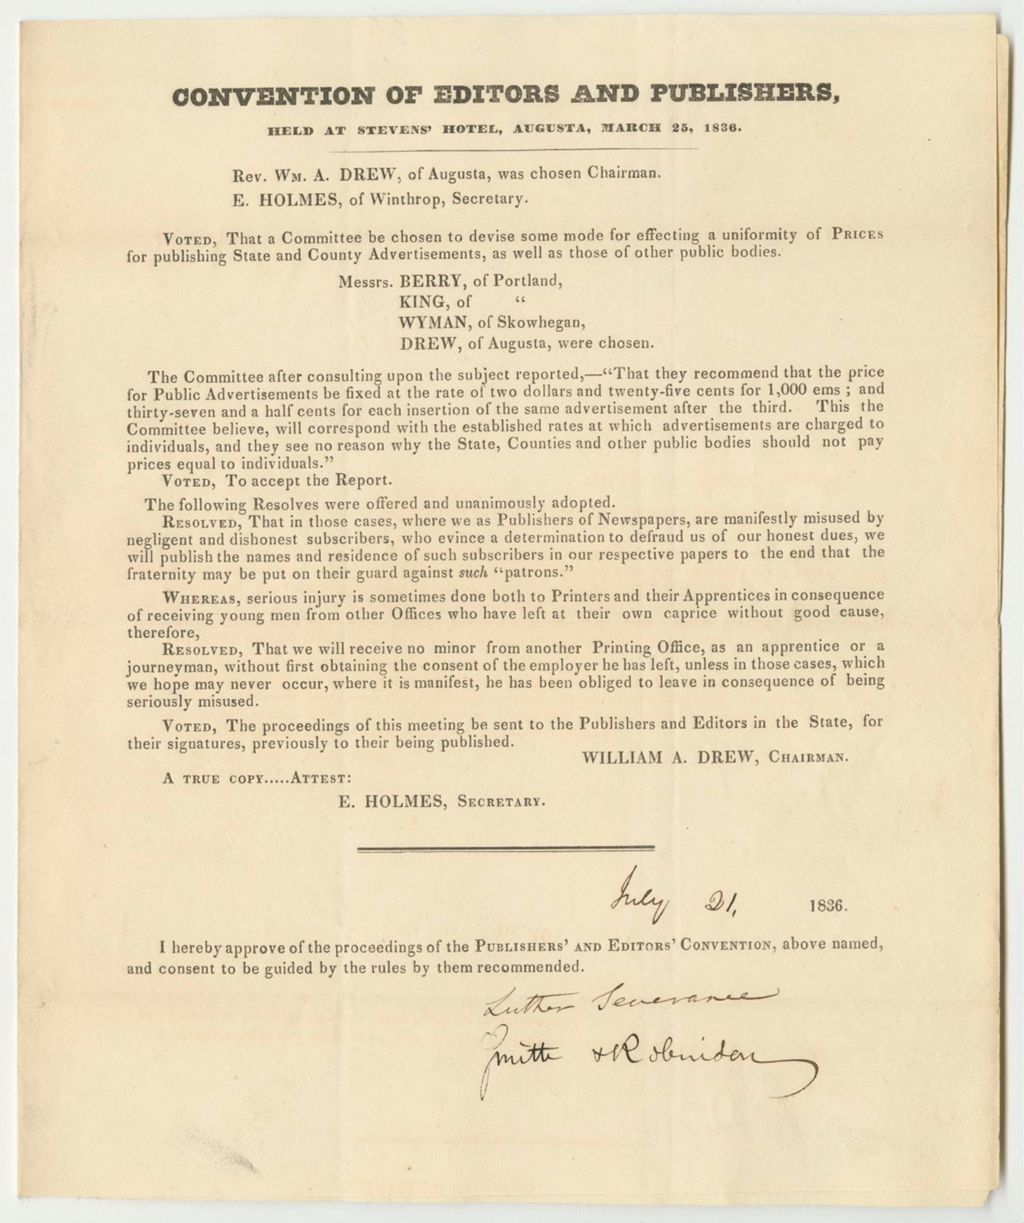 CONVENTION OF EDITORS AND PUBLISHERS,
HELD AT STEVENS' HOTEL, AUGUSTA, MARCH 25, 1836.
Rev. Wm. A. DREW, of Augusta, was chosen Chairman.
E. HOLMES, of Winthrop, Secretary.
Voted, That a Committee be chosen to devise some mode for effecting a uniformity of Prices
for publishing State and County Advertisements, as well as those of other public bodies.
Messrs. BERRY, of Portland,
KING, of "
WYMAN, of Skowhegan,
DREW, of Augusta, were chosen.
The Committee after consulting upon the subject reported,—"That they recommend that the price
for Public Advertisements be fixed at the rate of two dollars and twenty-five cents for 1,000 ems ; and
thirty-seven and a half cents for each insertion of the same advertisement after the third. This the
Committee believe, will correspond with the established rates at which advertisements are charged to
individuals, and they see no reason why the State, Counties and other public bodies should not pay
prices equal to individuals."
Voted, To accept the Report.
The following Resolves were offered and unanimously adopted.
Resolved, That in those cases, where we as Publishers of Newspapers, are manifestly misused by
negligent and dishonest subscribers, who evince a determination to defraud us of our honest dues, we
will publish the names and residence of such subscribers in our respective papers to the end that the
fraternity may be put on their guard against such "patrons."
Whereas, serious injury is sometimes done both to Printers and their Apprentices in consequence
of receiving young men from other Offices who have left at their own caprice without good cause,
therefore,
Resolved, That we will receive no minor from another Printing Office, as an apprentice or a
journeyman, without first obtaining the consent of the employer he has left, unless in those cases, which
we hope may never occur, where it is manifest, he has been obliged to leave in consequence of being
seriously misused.
Voted, The proceedings of this meeting be sent to the Publishers and Editors in the State, for
their signatures, previously to their being published.
WILLIAM A. DREW, Chairman.
A true copy.....Attest:
E. HOLMES, Secretary.
July 21, 1836.
I hereby approve of the proceedings of the Publishers' and Editors' Convention, above named,
and consent to be guided by the rules by them recommended.
Luther Severance
Smith & Robinson